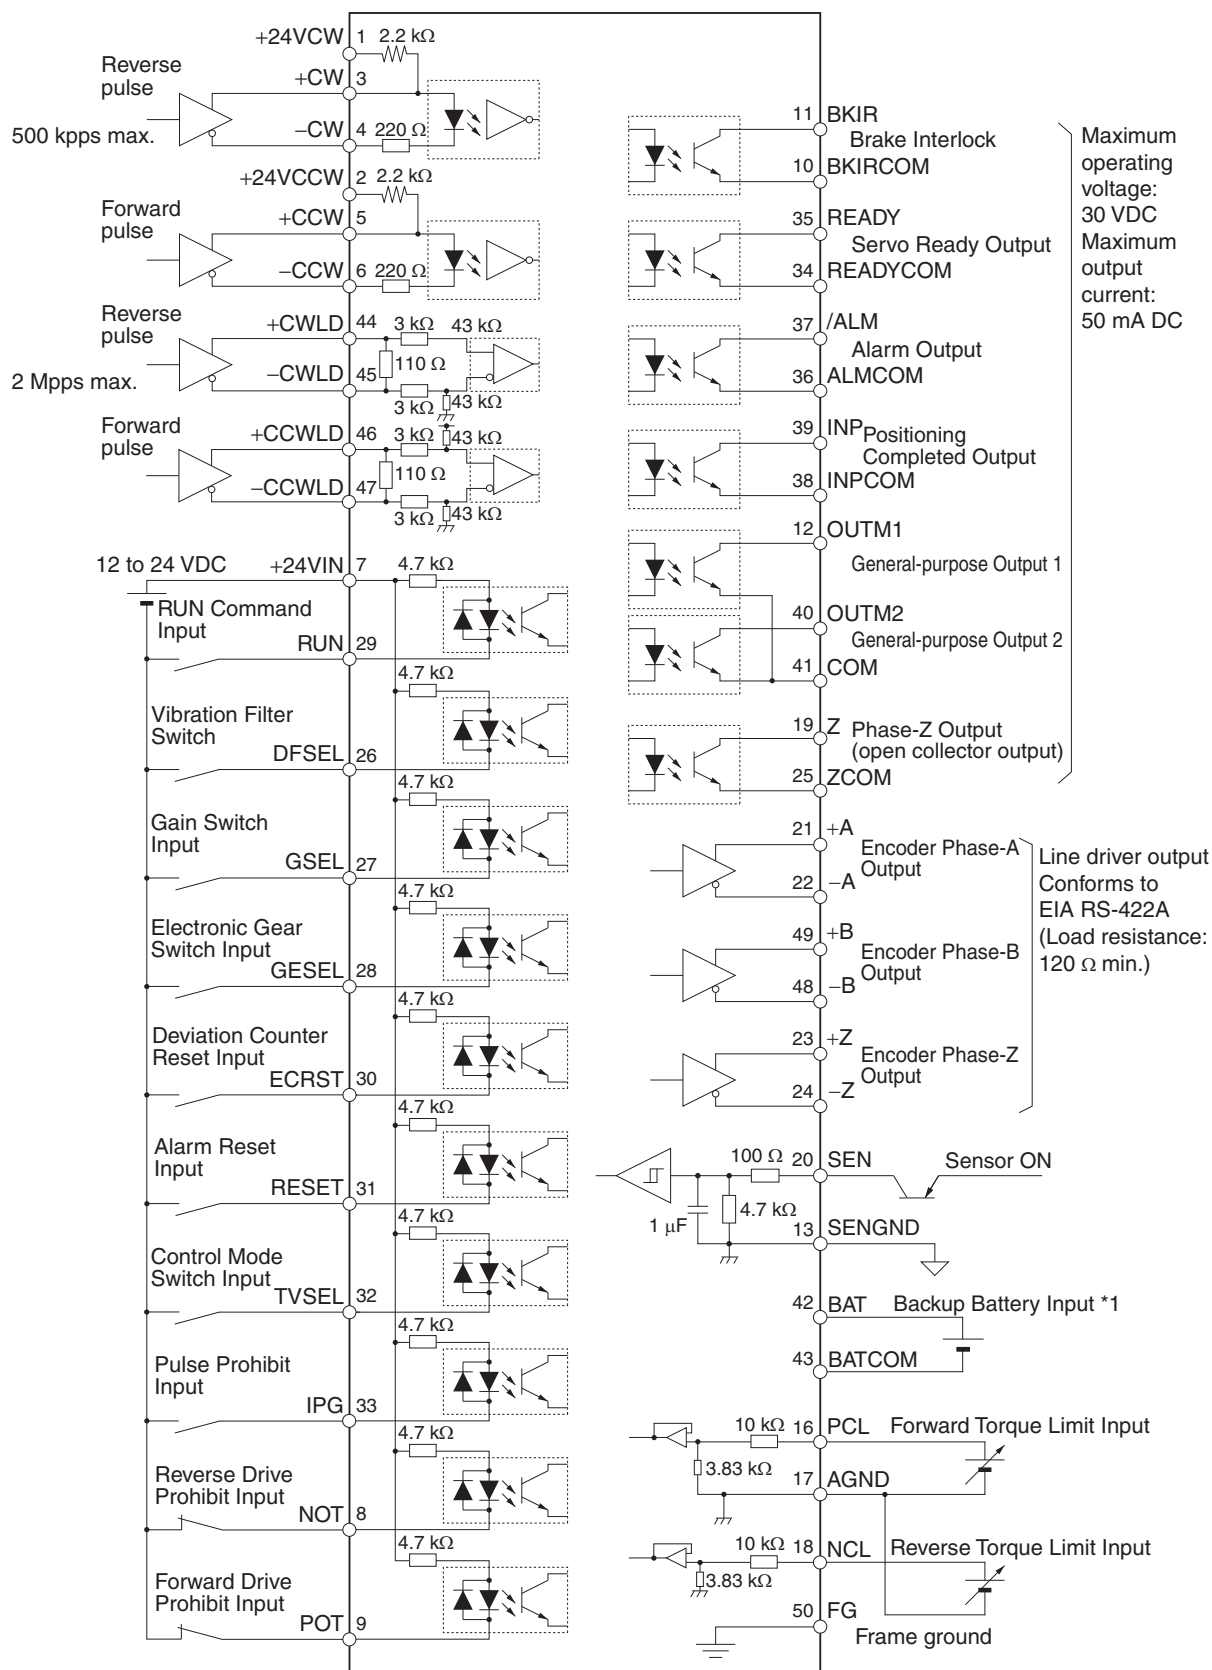 +24VCW 1 2.2 kΩ
Reverse
pulse
+CW 3
500 kpps max.
−CW 4 220 Ω
+24VCCW 2 2.2 kΩ
Forward
pulse
+CCW 5
−CCW 6 220 Ω
Reverse
pulse
+CWLD 44 3 kΩ 43 kΩ
110 Ω
2 Mpps max.
−CWLD 45
3 kΩ 43 kΩ
Forward
pulse
+CCWLD 46 3 kΩ 43 kΩ
110 Ω
−CCWLD 47
3 kΩ 43 kΩ
12 to 24 VDC +24VIN 7 4.7 kΩ
RUN Command
Input
RUN 29
4.7 kΩ
Vibration Filter
Switch
DFSEL 26
4.7 kΩ
Gain Switch
Input
GSEL 27
4.7 kΩ
Electronic Gear
Switch Input
GESEL 28
4.7 kΩ
Deviation Counter
Reset Input
ECRST 30
4.7 kΩ
Alarm Reset
Input
RESET 31
4.7 kΩ
Control Mode
Switch Input
TVSEL 32
4.7 kΩ
Pulse Prohibit
Input
IPG 33
4.7 kΩ
Reverse Drive
Prohibit Input
NOT 8
4.7 kΩ
Forward Drive
Prohibit Input
POT 9
11 BKIR
Brake Interlock
10 BKIRCOM
35 READY
Servo Ready Output
34 READYCOM
37 /ALM
Alarm Output
36 ALMCOM
39 INP Positioning
Completed Output
38 INPCOM
12 OUTM1
General-purpose Output 1
40 OUTM2
General-purpose Output 2
41 COM
19 Z Phase-Z Output
(open collector output)
25 ZCOM
Maximum
operating
voltage:
30 VDC
Maximum
output
current:
50 mA DC
21 +A
Encoder Phase-A
Output
22 −A
49 +B
Encoder Phase-B
Output
48 −B
23 +Z
Encoder Phase-Z
Output
24 −Z
Line driver output
Conforms to
EIA RS-422A
(Load resistance:
120 Ω min.)
100 Ω 20 SEN Sensor ON
4.7 kΩ
1 μF
13 SENGND
42 BAT Backup Battery Input *1
43 BATCOM
10 kΩ 16 PCL Forward Torque Limit Input
3.83 kΩ
17 AGND
10 kΩ 18 NCL Reverse Torque Limit Input
3.83 kΩ
50 FG
Frame ground